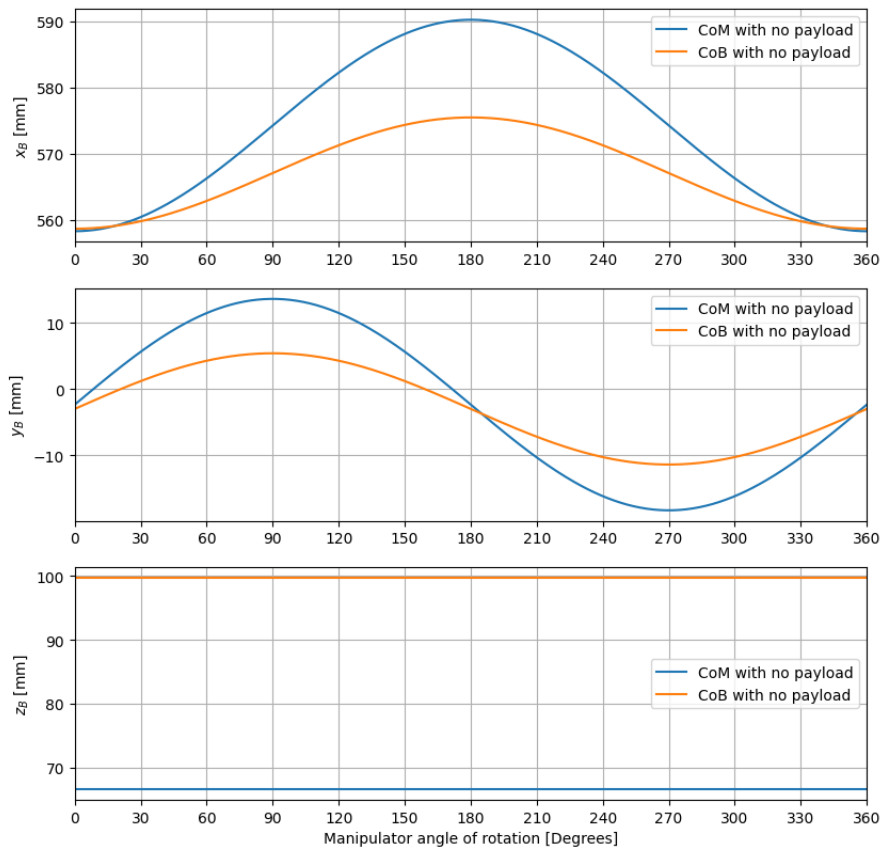 590
580
570
560
x_B [mm]
CoM with no payload
CoB with no payload
0 30 60 90 120 150 180 210 240 270 300 330 360
10
0
−10
y_B [mm]
CoM with no payload
CoB with no payload
0 30 60 90 120 150 180 210 240 270 300 330 360
100
90
80
70
z_B [mm]
CoM with no payload
CoB with no payload
0 30 60 90 120 150 180 210 240 270 300 330 360
Manipulator angle of rotation [Degrees]